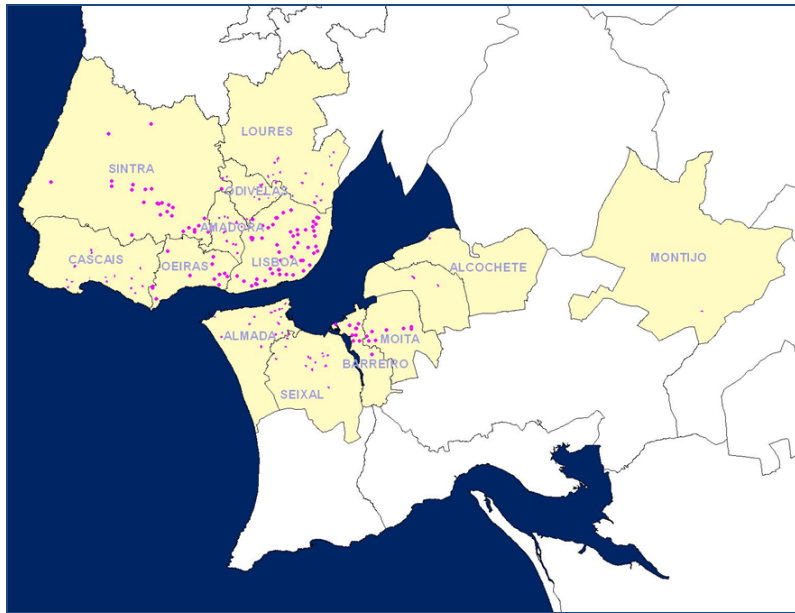 LOURES
SINTRA
ODIVELAS
AMADORA
CASCAIS
OEIRAS
LISBOA
ALCOCHETE
MONTIJO
ALMADA
MOITA
BARREIRO
SEIXAL